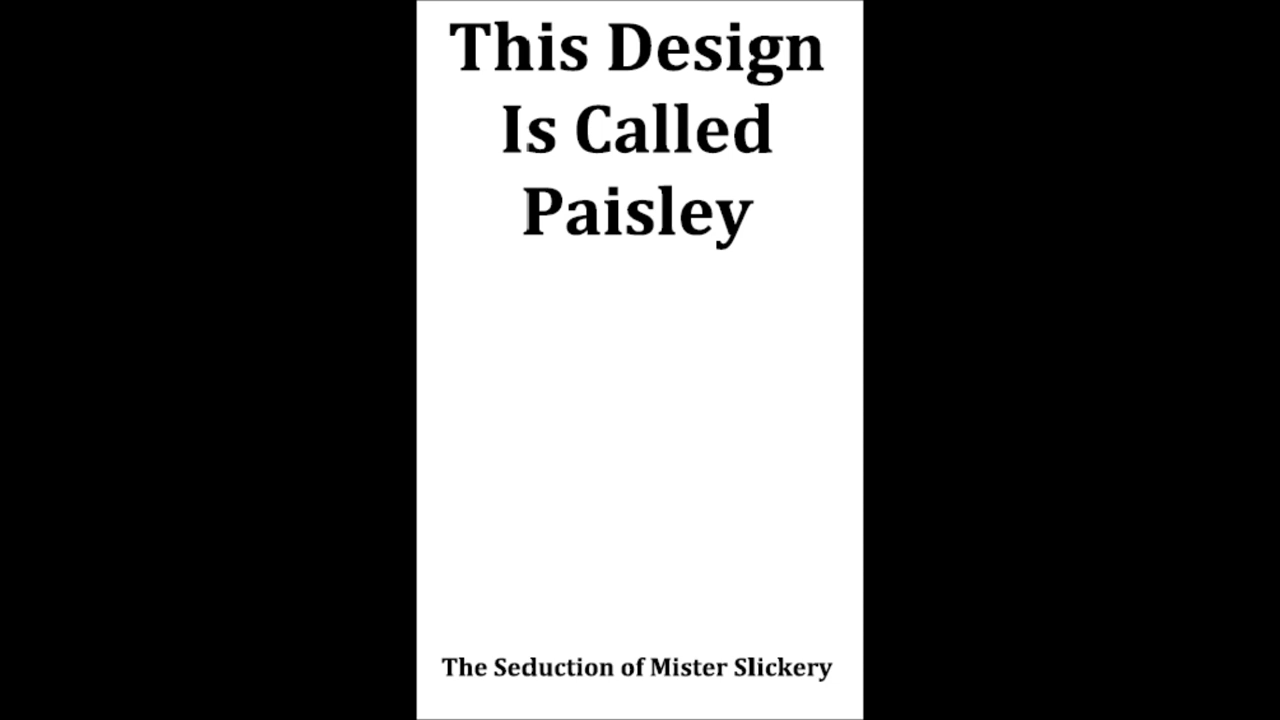 This Design
Is Called
Paisley
The Seduction of Mister Slickery